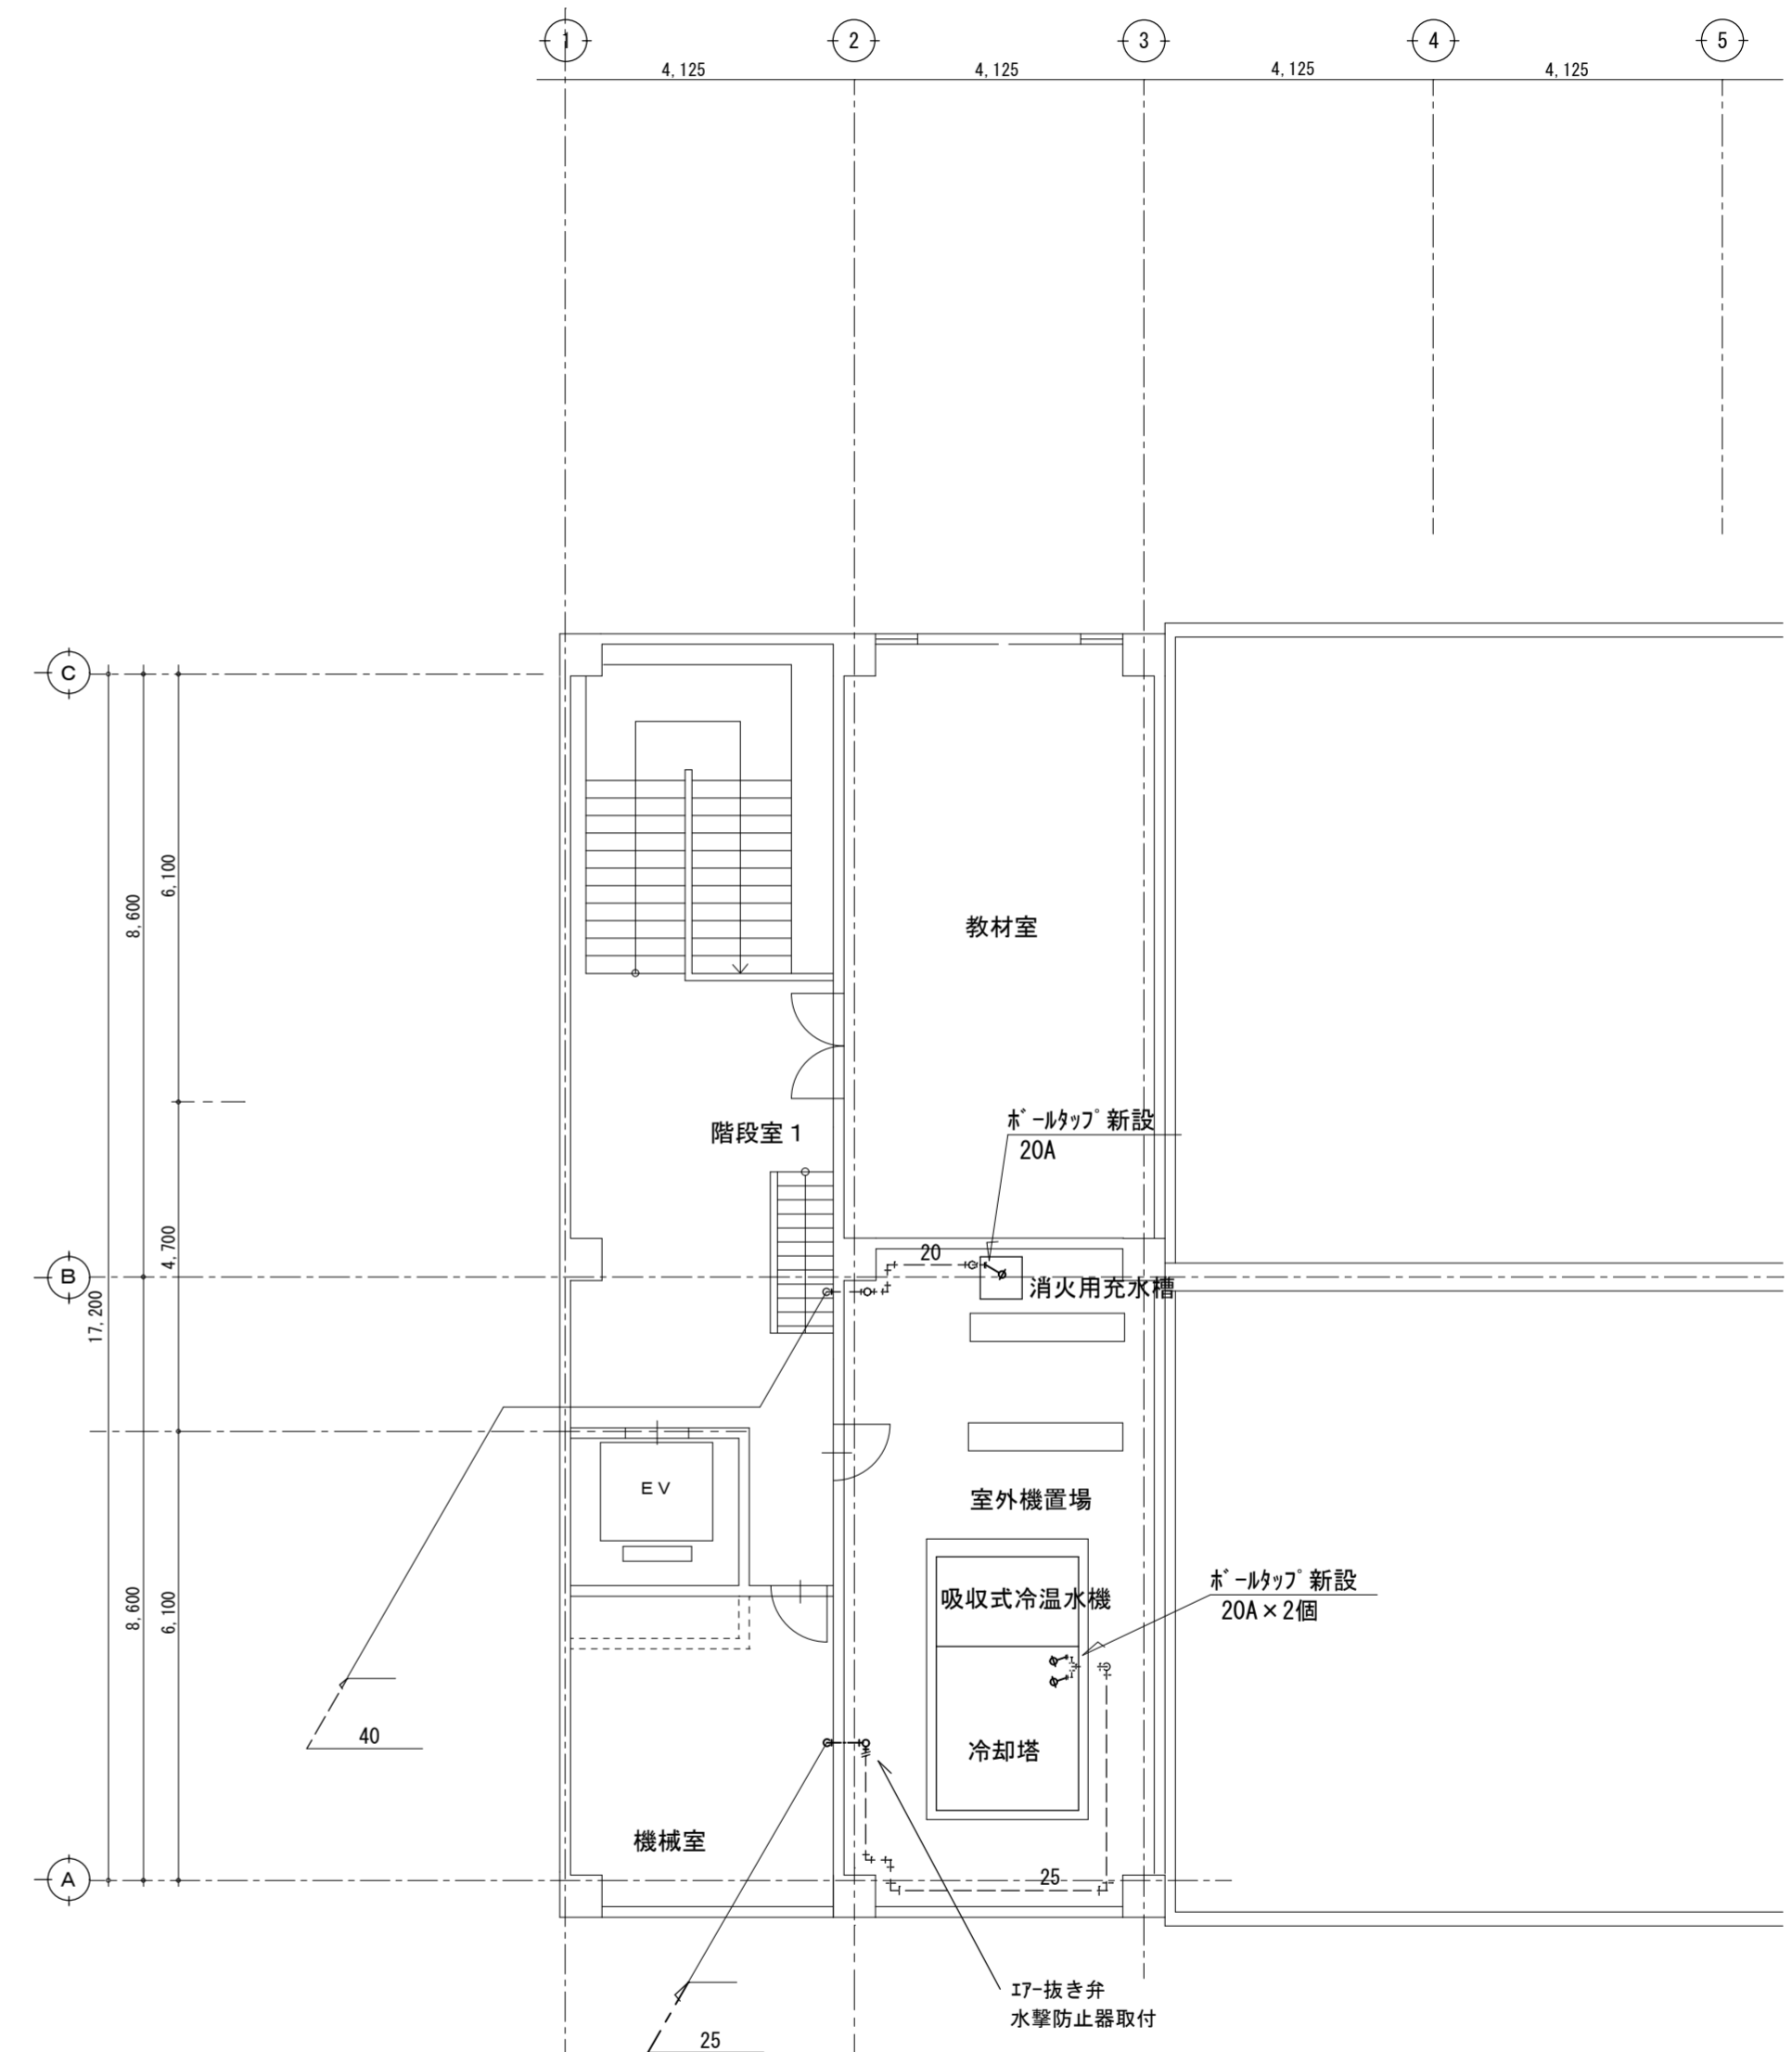 1 2 3 4 5
4,125 4,125 4,125 4,125
C
6,100
8,600
教材室
ﾎﾞｰﾙﾀｯﾌﾟ新設
20A
階段室1
4,700
20
B
消火用充水槽
17,200
EV
室外機置場
吸収式冷温水機
ﾎﾞｰﾙﾀｯﾌﾟ新設
20A×2個
8,600
6,100
40
冷却塔
機械室
A
25
ｴｱｰ抜き弁
水撃防止器取付
25